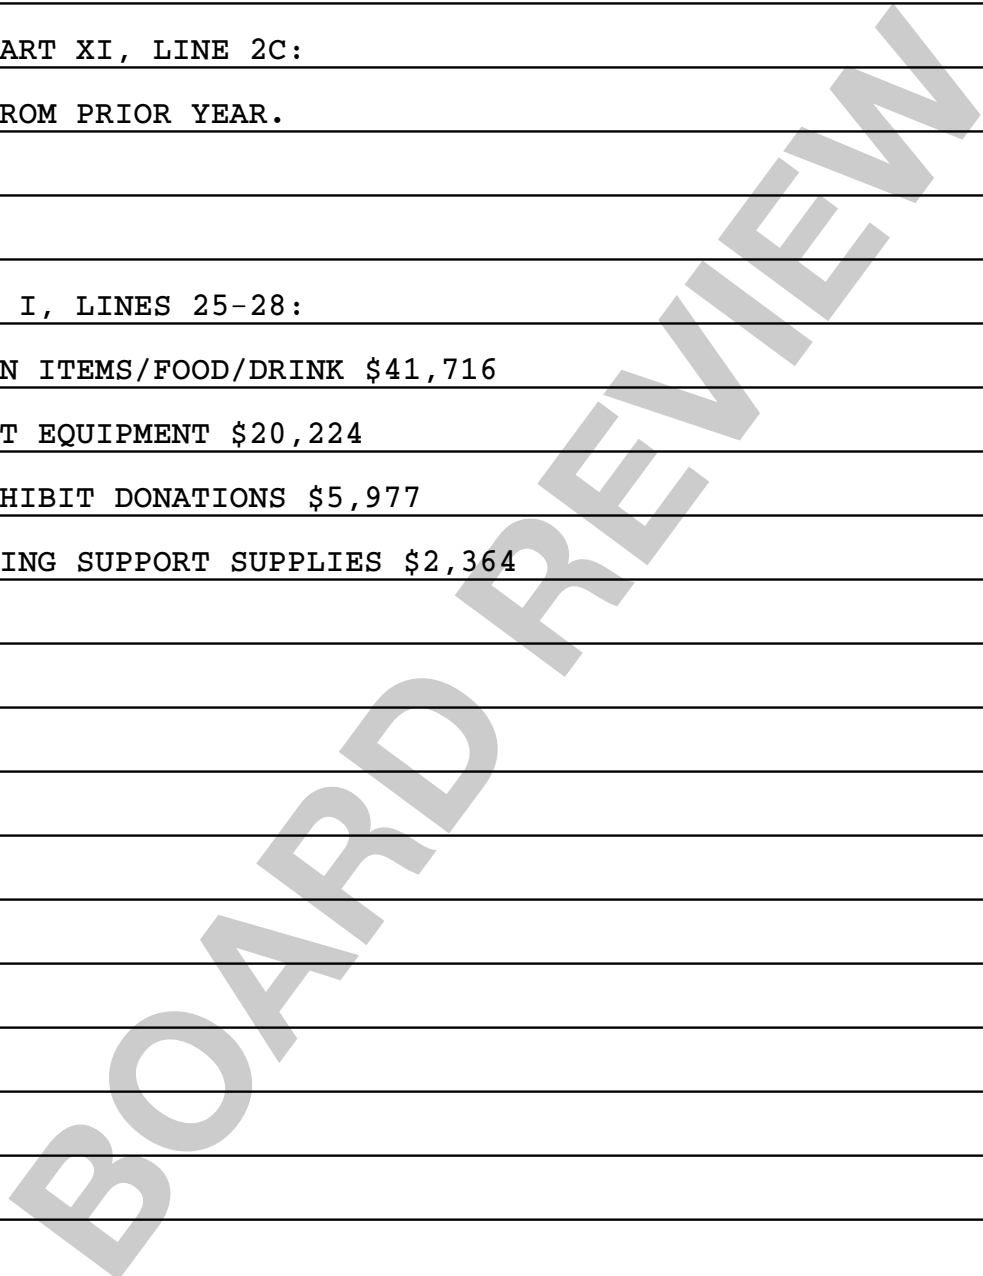 ART XI, LINE 2C:
ROM PRIOR YEAR.
I, LINES 25-28:
N ITEMS/FOOD/DRINK $41,716
T EQUIPMENT $20,224
HIBIT DONATIONS $5,977
ING SUPPORT SUPPLIES $2,364
BOARD REVIEW